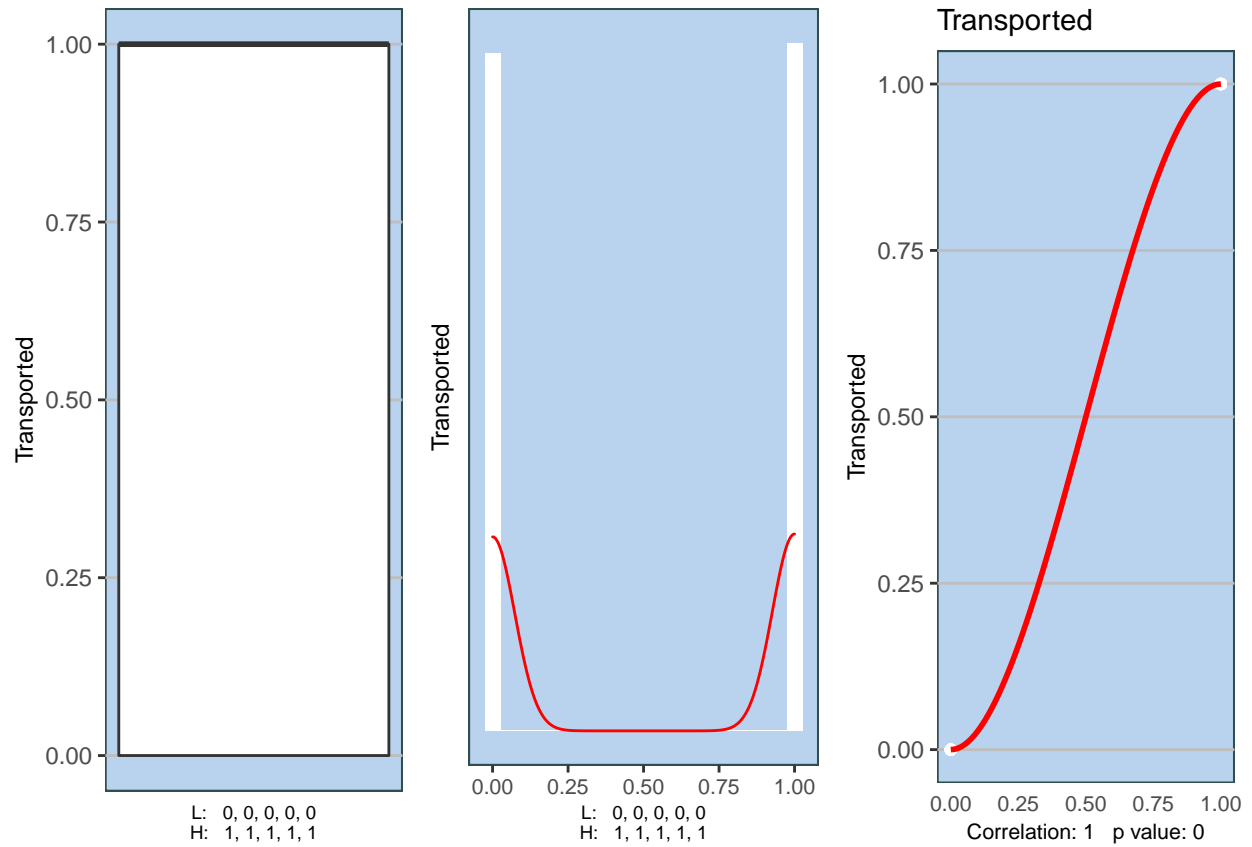 Transported
1.00
0.75
0.50
0.25
0.00
Transported
L: 0, 0, 0, 0, 0
H: 1, 1, 1, 1, 1
Transported
0.00 0.25 0.50 0.75 1.00
L: 0, 0, 0, 0, 0
H: 1, 1, 1, 1, 1
1.00
0.75
0.50
0.25
0.00
Transported
0.00 0.25 0.50 0.75 1.00
Correlation: 1 p value: 0